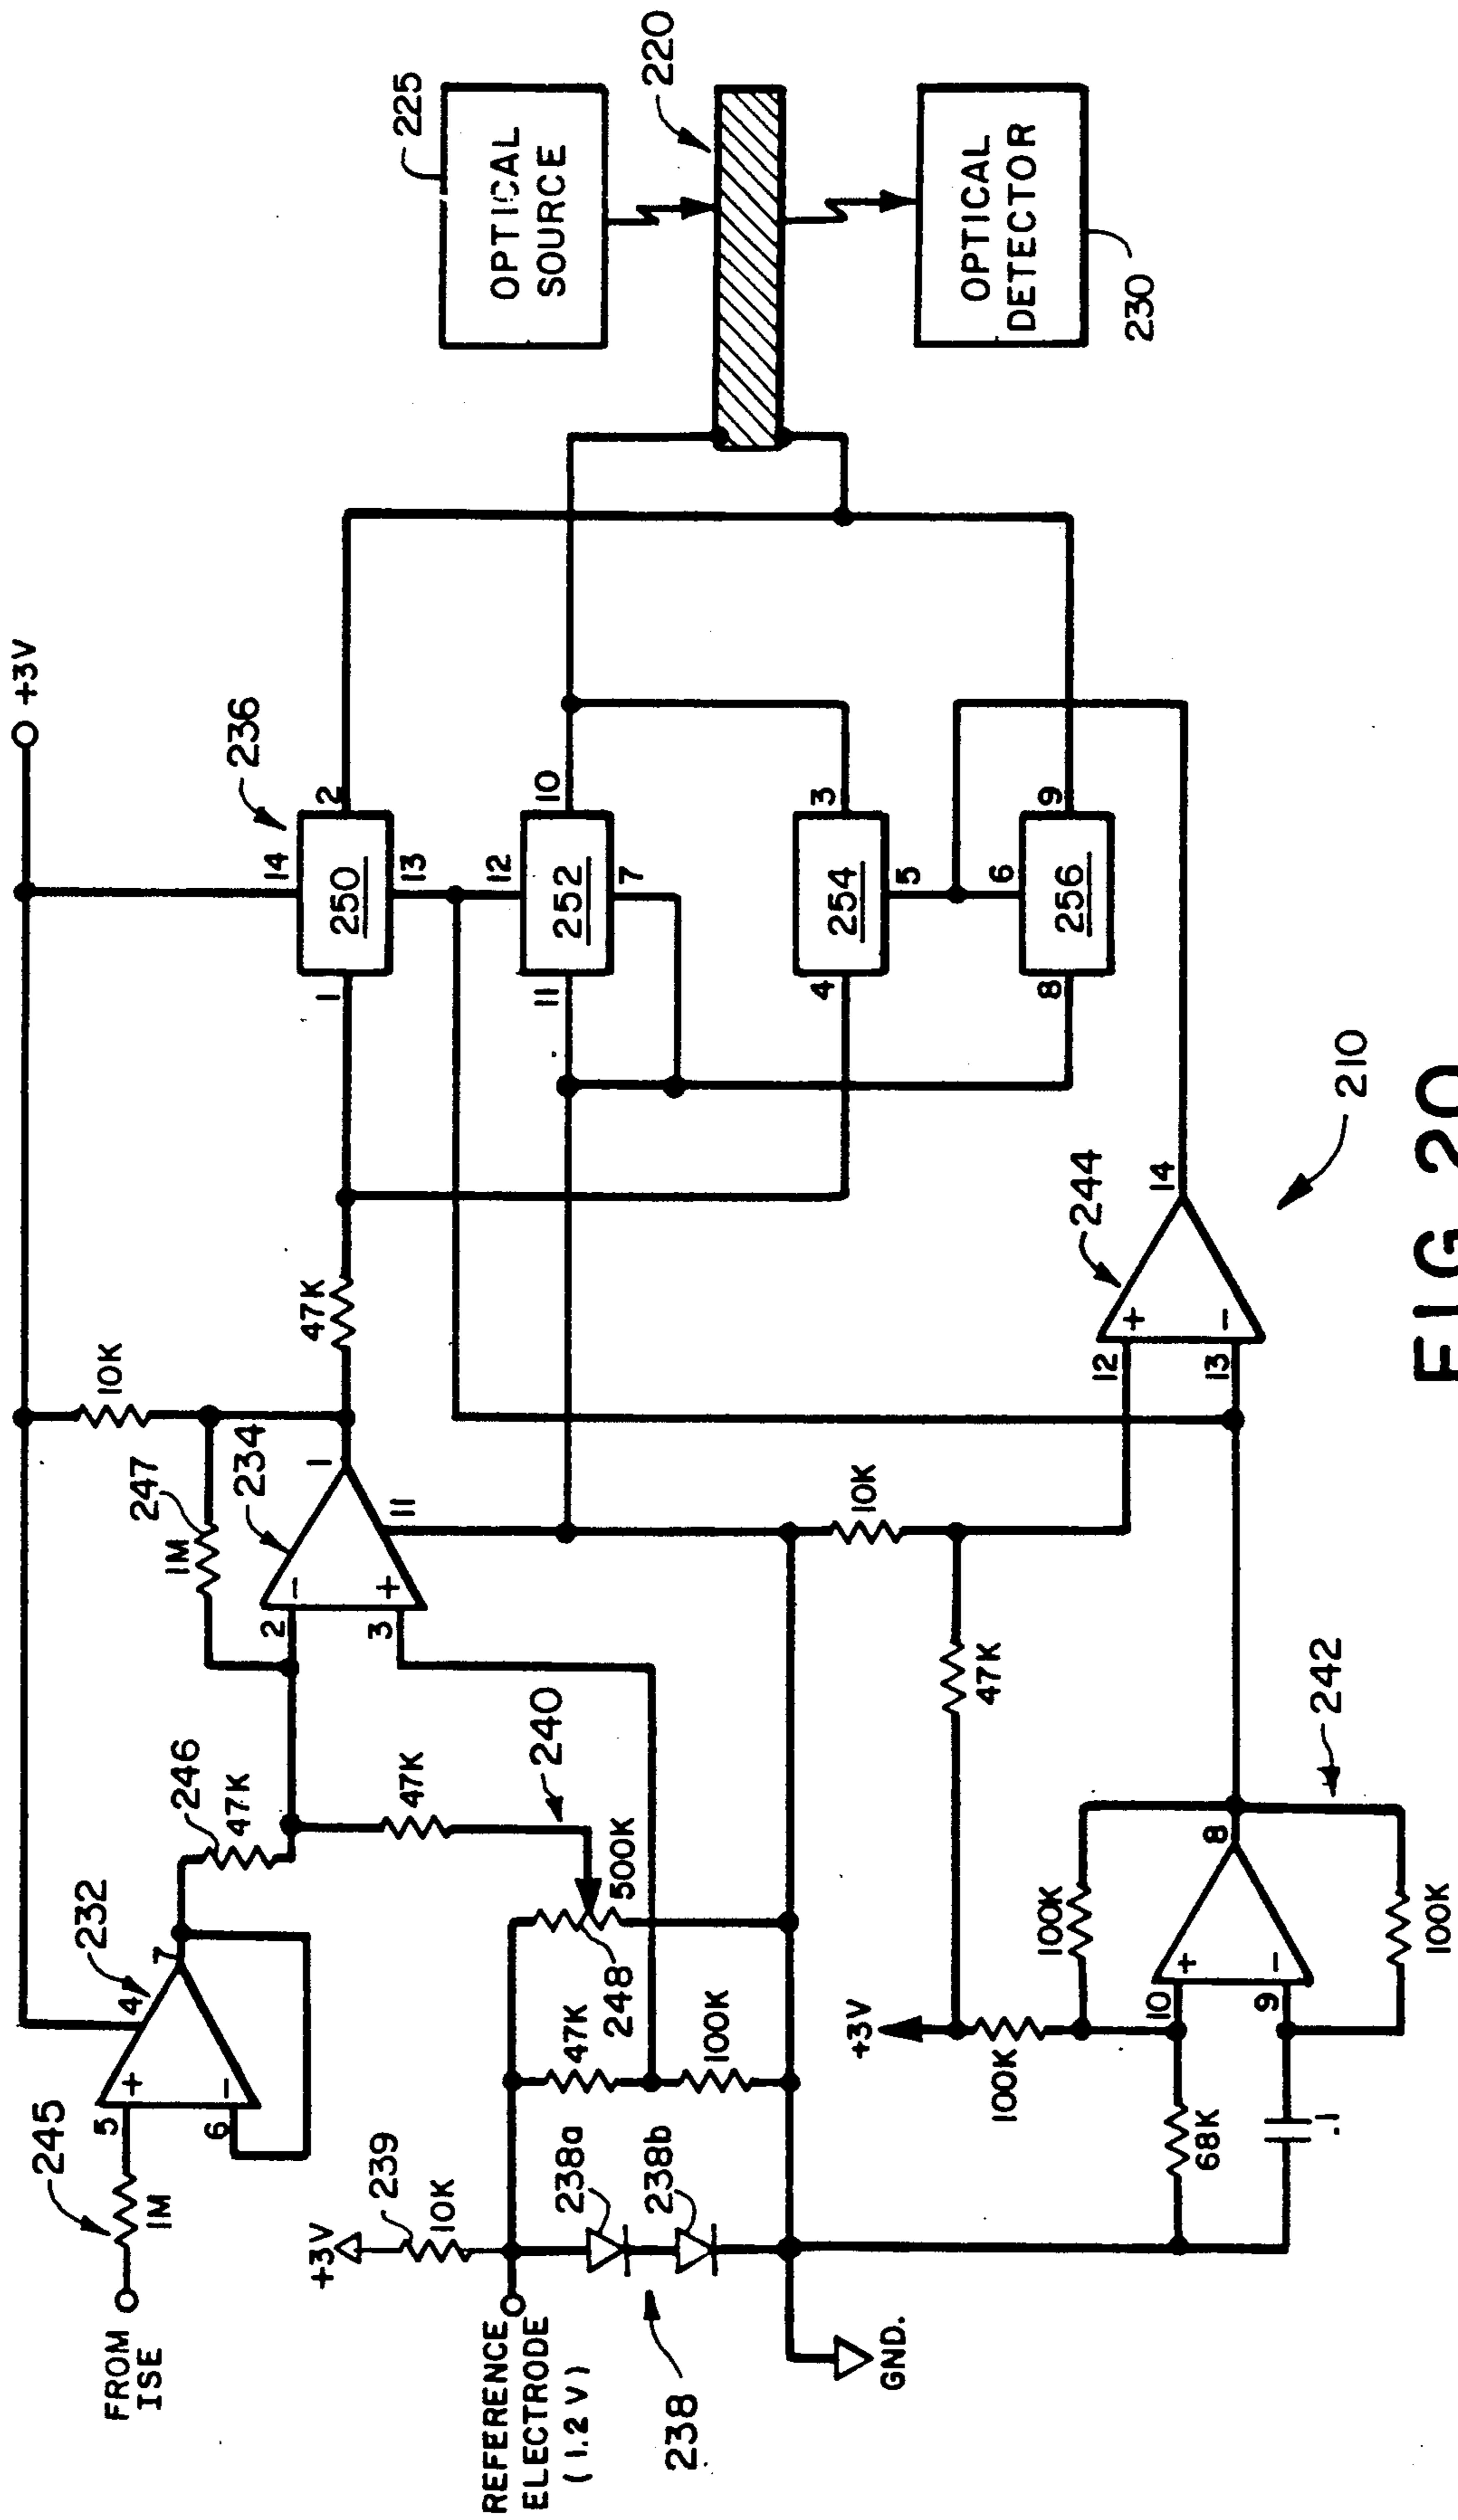 FROM
ISE
245
1M
5
6
+
-
4
7
232
246
47K
+3V
239
10K
REFERENCE
ELECTRODE
(1.2 V)
238
238a
238b
GND.
47K
248
500K
100K
240
47K
247
1M
2
3
-
+
234
1
11
10K
47K
+3V
236
14
1
250
2
13
12
11
252
10
7
4
254
3
5
6
8
256
9
+3V
47K
10K
100K
100K
68K
.1
10
9
+
-
8
100K
242
12
13
+
-
244
14
210
OPTICAL
SOURCE
225
220
OPTICAL
DETECTOR
230
FIG 20